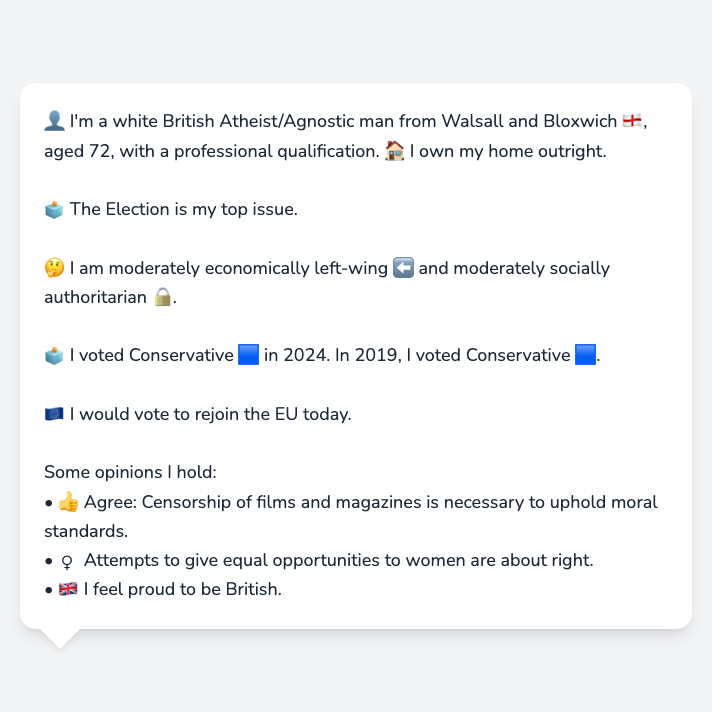 👤 I'm a white British Atheist/Agnostic man from Walsall and Bloxwich 🏴󠁧󠁢󠁥󠁮󠁧󠁿,
aged 72, with a professional qualification. 🏠 I own my home outright.
🗳️ The Election is my top issue.
🤔 I am moderately economically left-wing ⬅️ and moderately socially
authoritarian 🔒.
🗳️ I voted Conservative 🟦 in 2024. In 2019, I voted Conservative 🟦.
🇪🇺 I would vote to rejoin the EU today.
Some opinions I hold:
• 👍 Agree: Censorship of films and magazines is necessary to uphold moral
standards.
• ♀ Attempts to give equal opportunities to women are about right.
• 🇬🇧 I feel proud to be British.